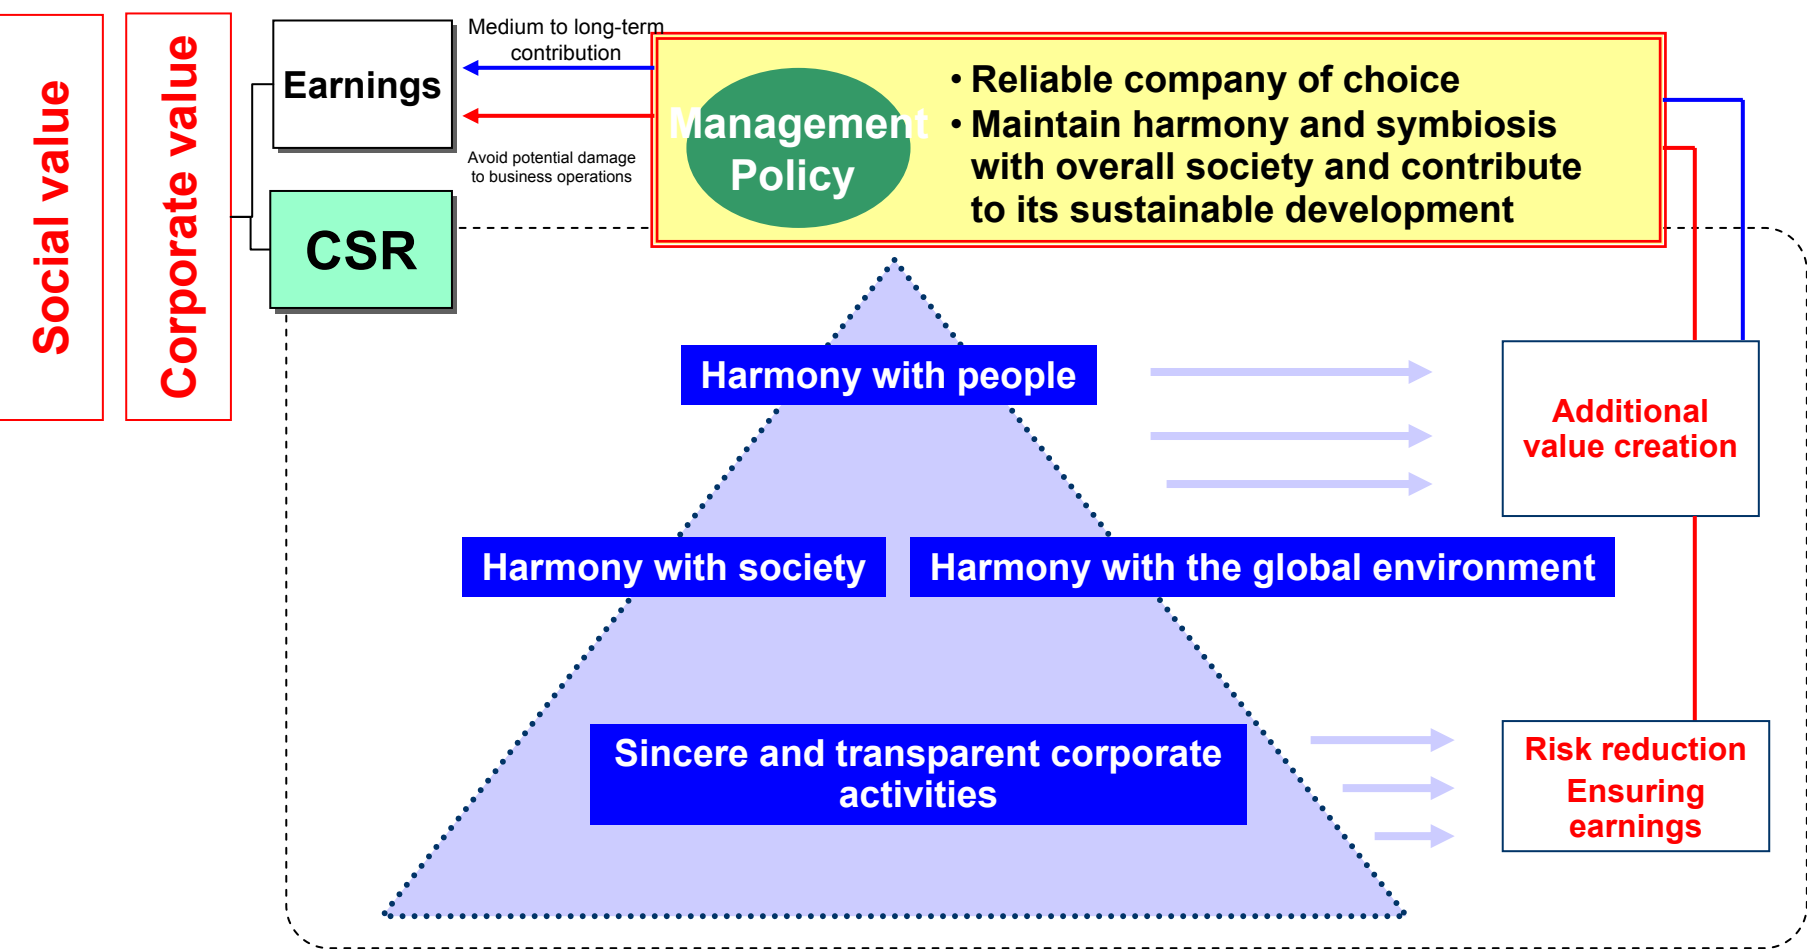 Social value
Corporate value
Earnings
CSR
Medium to long-term
contribution
Avoid potential damage
to business operations
Management
Policy
• Reliable company of choice
• Maintain harmony and symbiosis
with overall society and contribute
to its sustainable development
Harmony with people
Harmony with society
Harmony with the global environment
Sincere and transparent corporate
activities
Additional
value creation
Risk reduction
Ensuring
earnings